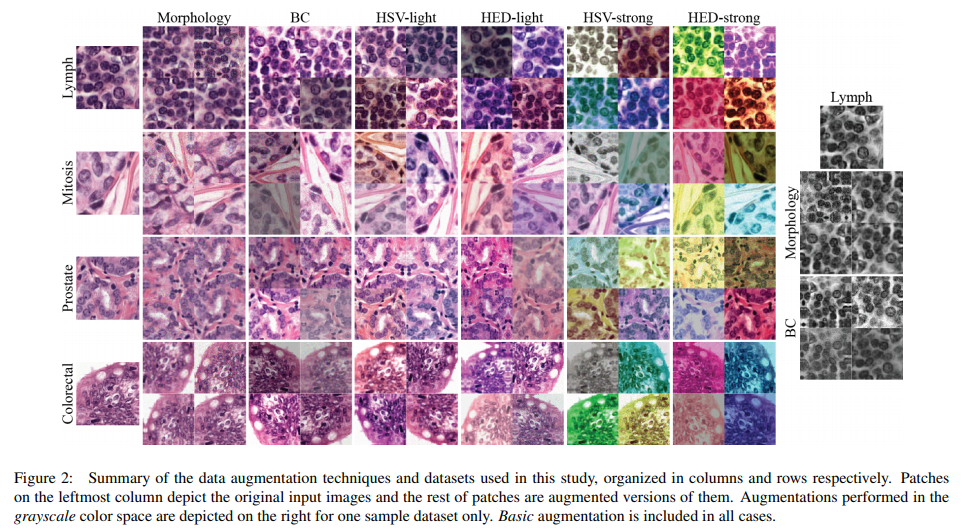 Morphology BC HSV-light HED-light HSV-strong HED-strong
Lymph
Mitosis
Prostate
Colorectal
Lymph
Morphology
BC
Figure 2: Summary of the data augmentation techniques and datasets used in this study, organized in columns and rows respectively. Patches
on the leftmost column depict the original input images and the rest of patches are augmented versions of them. Augmentations performed in the
grayscale color space are depicted on the right for one sample dataset only. Basic augmentation is included in all cases.